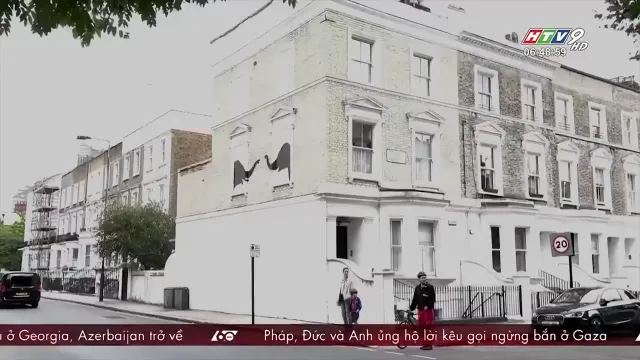 HTV9 HD
06:48:59
20
ở Georgia, Azerbaijan trở về
60 Pháp, Đức và Anh ủng hộ lời kêu gọi ngừng bắn ở Gaza